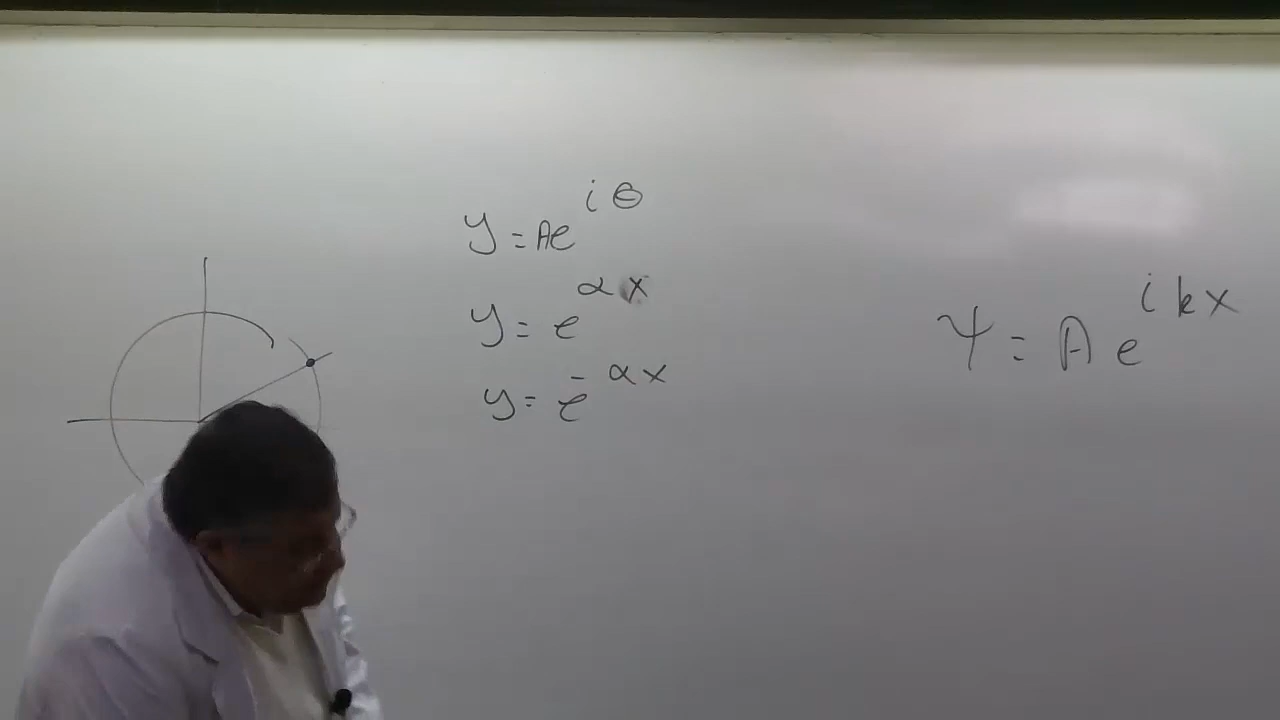 y = Ae^{iθ}
y = e^{αx}
y = e^{-αx}
Ψ = A e^{ikx}